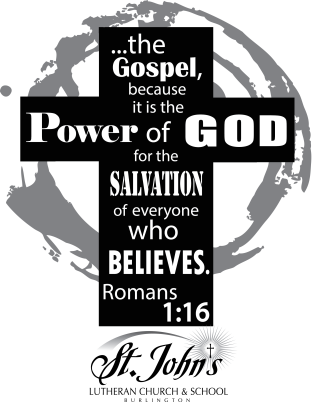 ...the
Gospel,
because
it is the
Power of GOD
for the
SALVATION
of everyone
who
BELIEVES.
Romans
1:16
St. John's
LUTHERAN CHURCH & SCHOOL
BURLINGTON